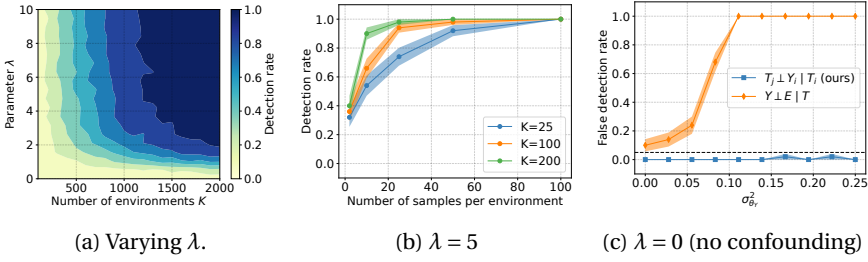 10
8
6
4
2
0
Parameter λ
500 1000 1500 2000
Number of environments K
1.0
0.8
0.6
0.4
0.2
0.0
Detection rate
(a) Varying λ.
1.0
0.8
0.6
0.4
0.2
0.0
Detection rate
0 20 40 60 80 100
Number of samples per environment
K=25
K=100
K=200
(b) λ = 5
1.0
0.8
0.6
0.4
0.2
0.0
False detection rate
T_j ⊥ Y_i | T_i (ours)
Y ⊥ E | T
0.00 0.05 0.10 0.15 0.20 0.25
σ²_{θ_r}
(c) λ = 0 (no confounding)